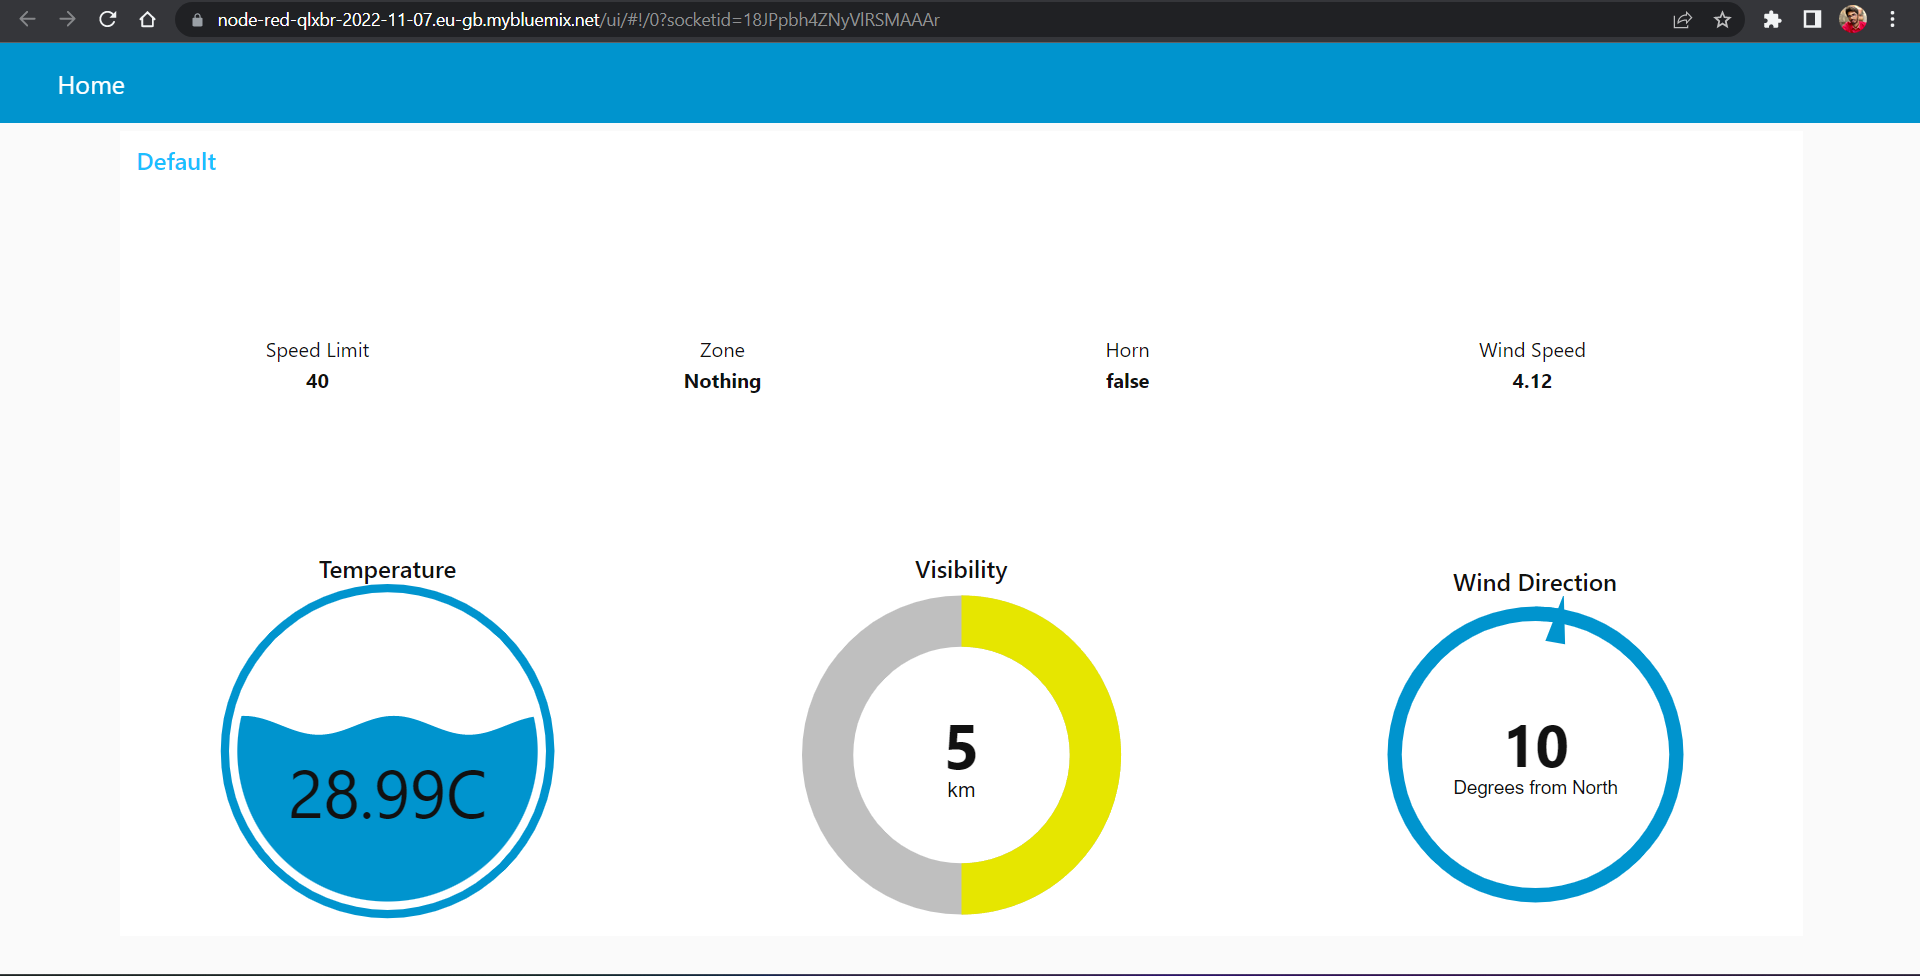 node-red-qlxbr-2022-11-07.eu-gb.mybluemix.net/ui/#!/0?socketid=18JPpbh4ZNyVlRSMAAAr
Home
Default
Speed Limit
40
Zone
Nothing
Horn
false
Wind Speed
4.12
Temperature
28.99C
Visibility
5
km
Wind Direction
10
Degrees from North